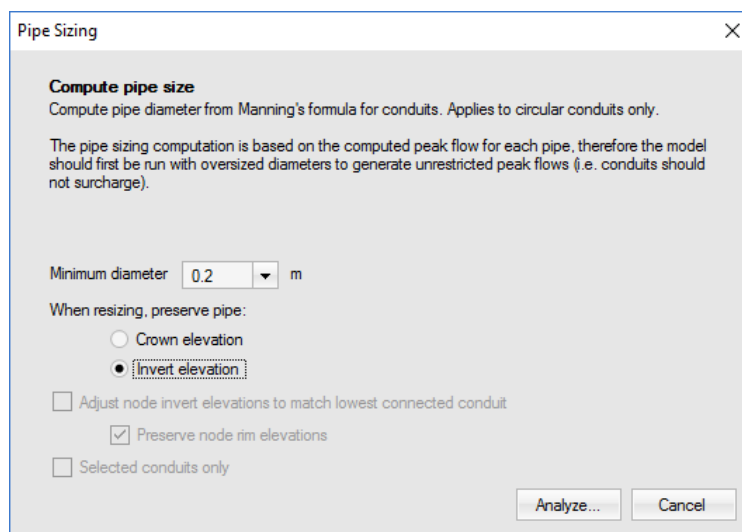 Pipe Sizing
Compute pipe size
Compute pipe diameter from Manning's formula for conduits. Applies to circular conduits only.
The pipe sizing computation is based on the computed peak flow for each pipe, therefore the model
should first be run with oversized diameters to generate unrestricted peak flows (i.e. conduits should
not surcharge).
Minimum diameter 0.2 m
When resizing, preserve pipe:
Crown elevation
Invert elevation
Adjust node invert elevations to match lowest connected conduit
Preserve node rim elevations
Selected conduits only
Analyze... Cancel